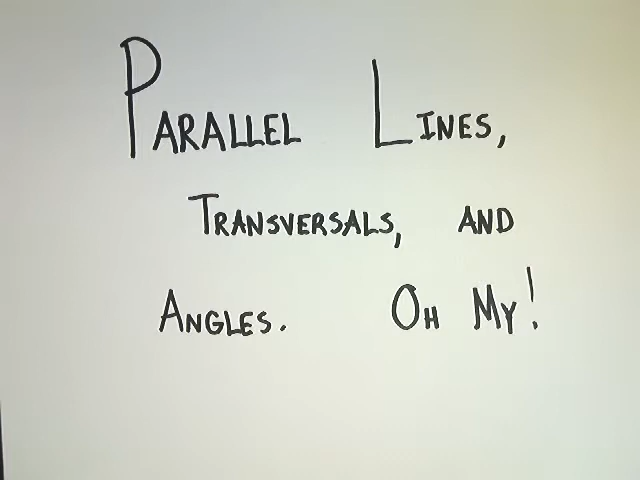 PARALLEL LINES,
TRANSVERSALS, AND
ANGLES. OH MY!